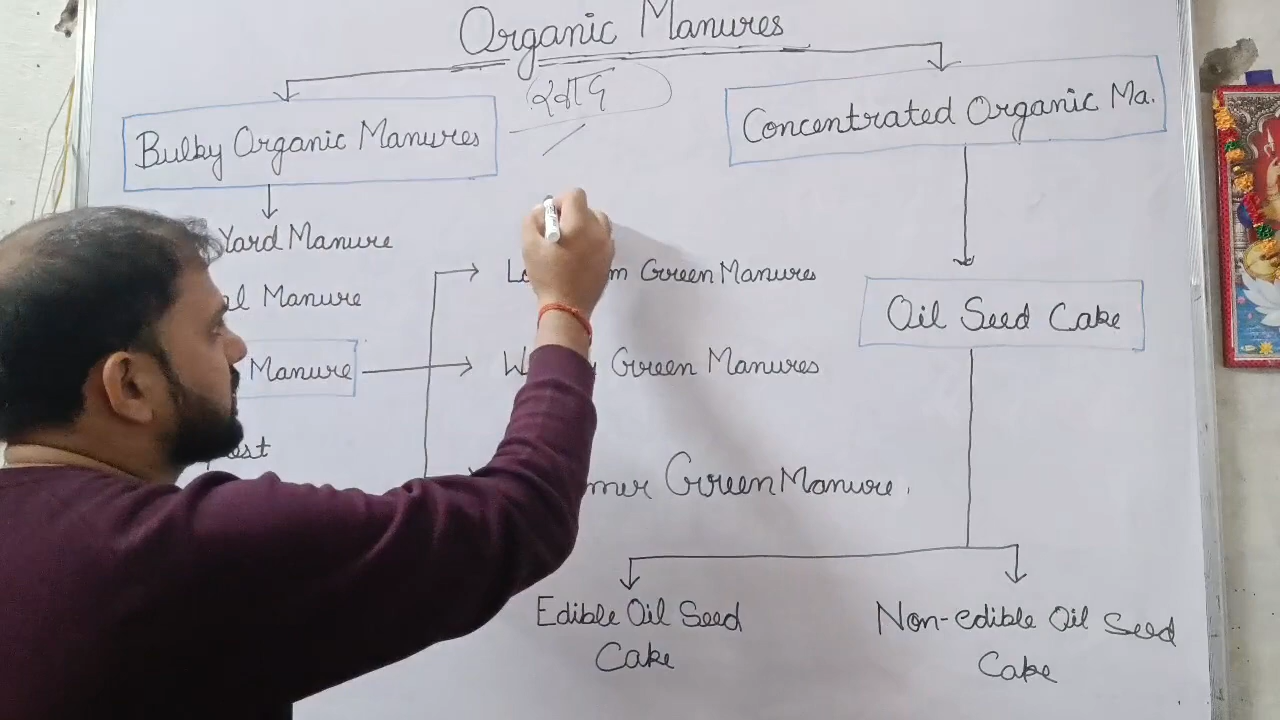 Organic Manures
खाद
Bulky Organic Manures
Concentrated Organic Ma.
Yard Manure
Manure
Manure
Green Manures
Green Manures
Green Manure.
Oil Seed Cake
Edible Oil Seed
Cake
Non-edible Oil Seed
Cake